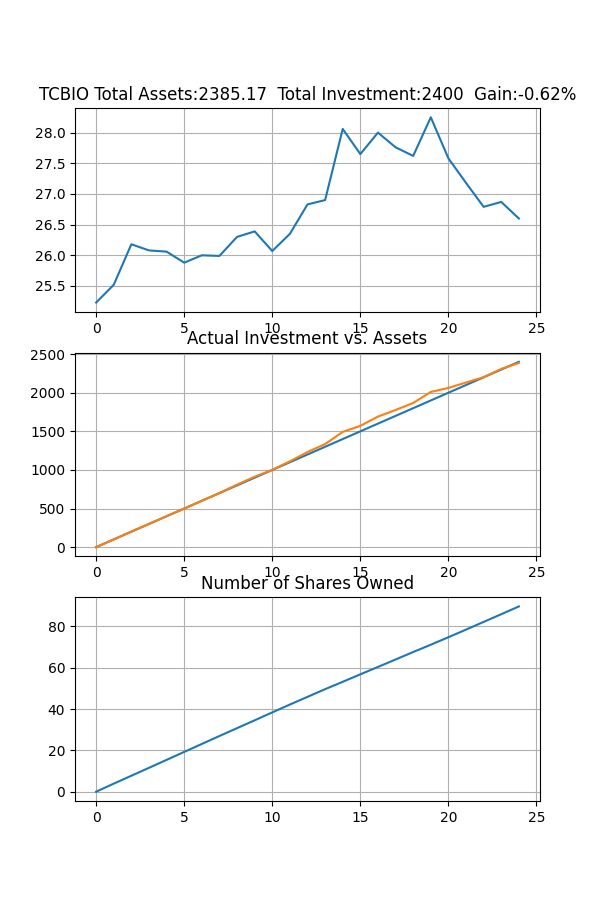 TCBIO Total Assets:2385.17  Total Investment:2400  Gain:-0.62%
28.0
27.5
27.0
26.5
26.0
25.5
0 5 10 15 20 25
Actual Investment vs. Assets
2500
2000
1500
1000
500
0
0 5 10 15 20 25
Number of Shares Owned
80
60
40
20
0
0 5 10 15 20 25